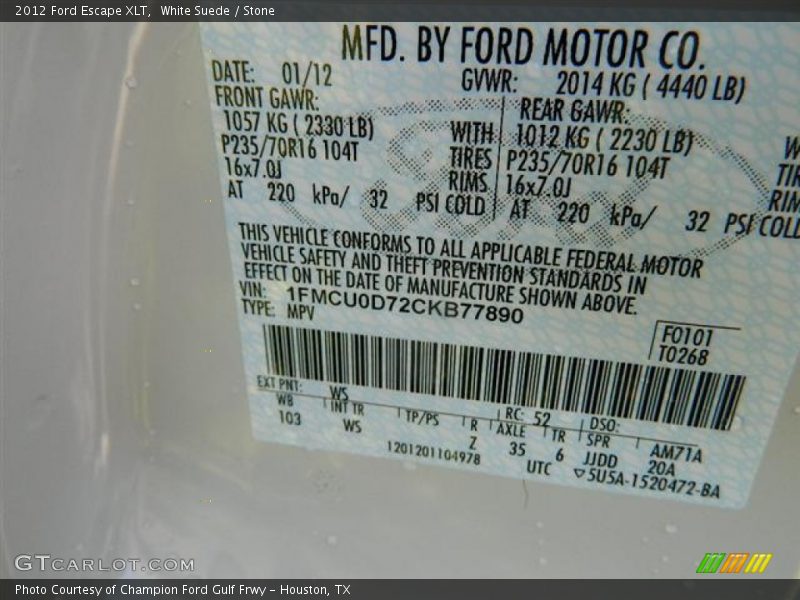 2012 Ford Escape XLT,  White Suede / Stone
MFD. BY FORD MOTOR CO.
DATE: 01/12
GVWR: 2014 KG ( 4440 LB)
FRONT GAWR:
REAR GAWR:
1057 KG ( 2330 LB)
WITH
1012 KG ( 2230 LB)
P235/70R16 104T
TIRES
P235/70R16 104T
16x7.0J
RIMS
16x7.0J
AT 220 kPa/ 32 PSI COLD
AT 220 kPa/ 32 PSI COLD
W
TIR
RIM
THIS VEHICLE CONFORMS TO ALL APPLICABLE FEDERAL MOTOR
VEHICLE SAFETY AND THEFT PREVENTION STANDARDS IN
EFFECT ON THE DATE OF MANUFACTURE SHOWN ABOVE.
VIN: 1FMCU0D72CKB77890
TYPE: MPV
F0101
T0268
EXT PNT: WS RC: 52 DSO:
WB INT TR TP/PS R AXLE TR SPR AM71A
103 WS Z 35 6 JJDD 20A
1201201104978 UTC ▽5U5A-1520472-BA
GTCARLOT.COM
Photo Courtesy of Champion Ford Gulf Frwy - Houston, TX